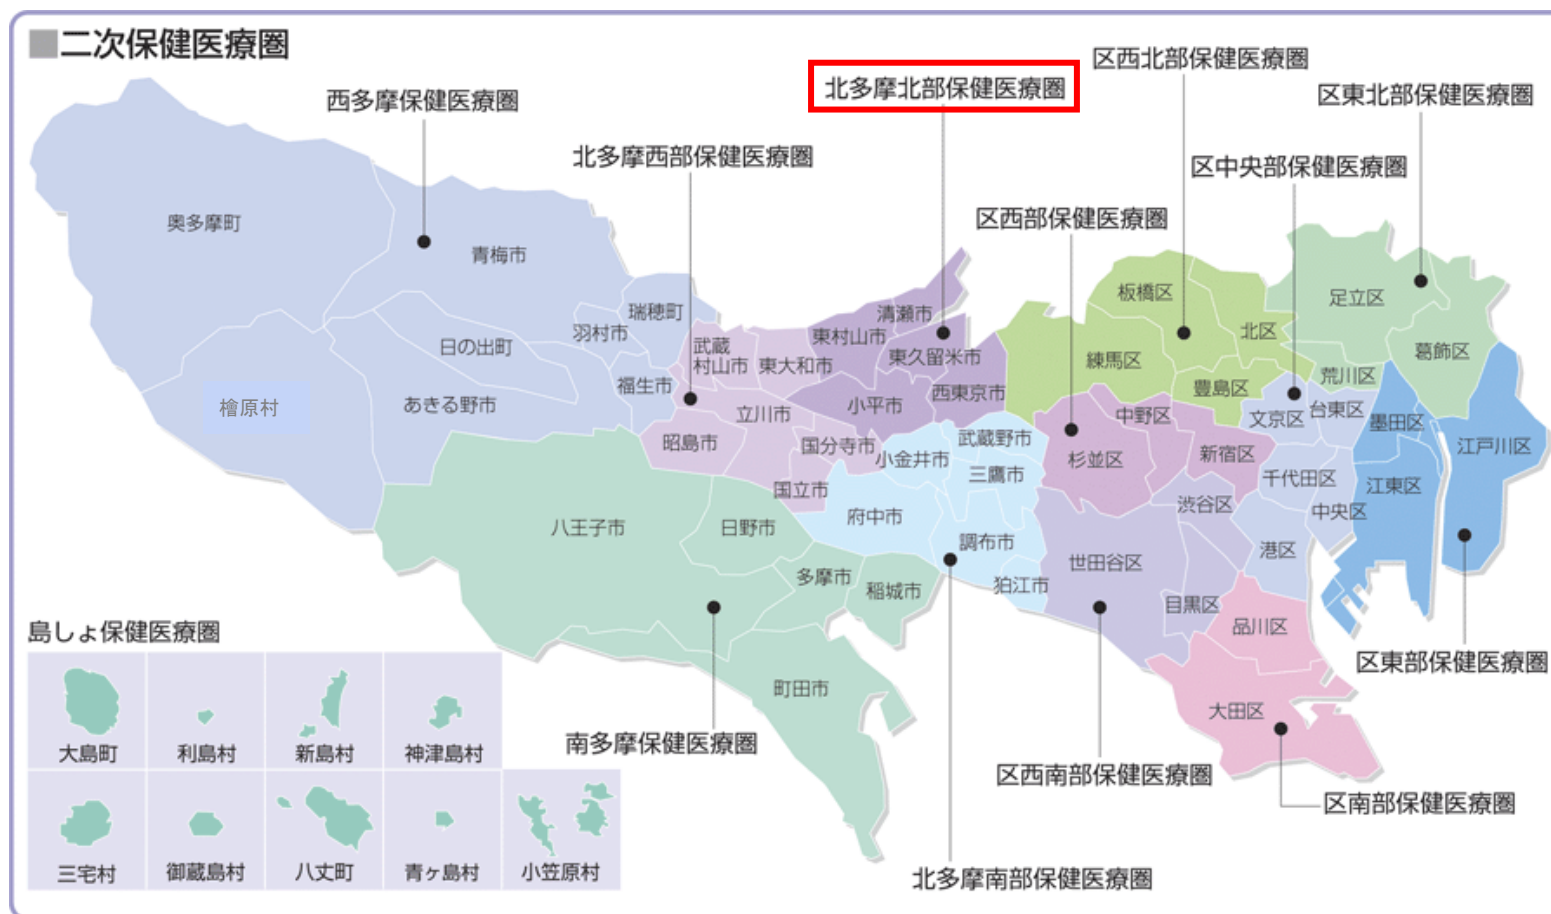 ■二次保健医療圏
区西北部保健医療圏
北多摩北部保健医療圏
区東北部保健医療圏
西多摩保健医療圏
北多摩西部保健医療圏
区中央部保健医療圏
区西部保健医療圏
奥多摩町
青梅市
瑞穂町
羽村市
日の出町
福生市
あきる野市
檜原村
武蔵
村山市
東大和市
立川市
昭島市
国分寺市
国立市
清瀬市
東村山市
東久留米市
小平市
西東京市
武蔵野市
小金井市
三鷹市
府中市
調布市
狛江市
八王子市
日野市
多摩市
稲城市
町田市
板橋区
北区
練馬区
豊島区
足立区
葛飾区
荒川区
中野区
杉並区
新宿区
文京区
台東区
千代田区
中央区
港区
墨田区
江東区
江戸川区
渋谷区
世田谷区
目黒区
品川区
大田区
区東部保健医療圏
南多摩保健医療圏
区西南部保健医療圏
区南部保健医療圏
北多摩南部保健医療圏
島しょ保健医療圏
大島町
利島村
新島村
神津島村
三宅村
御蔵島村
八丈町
青ヶ島村
小笠原村